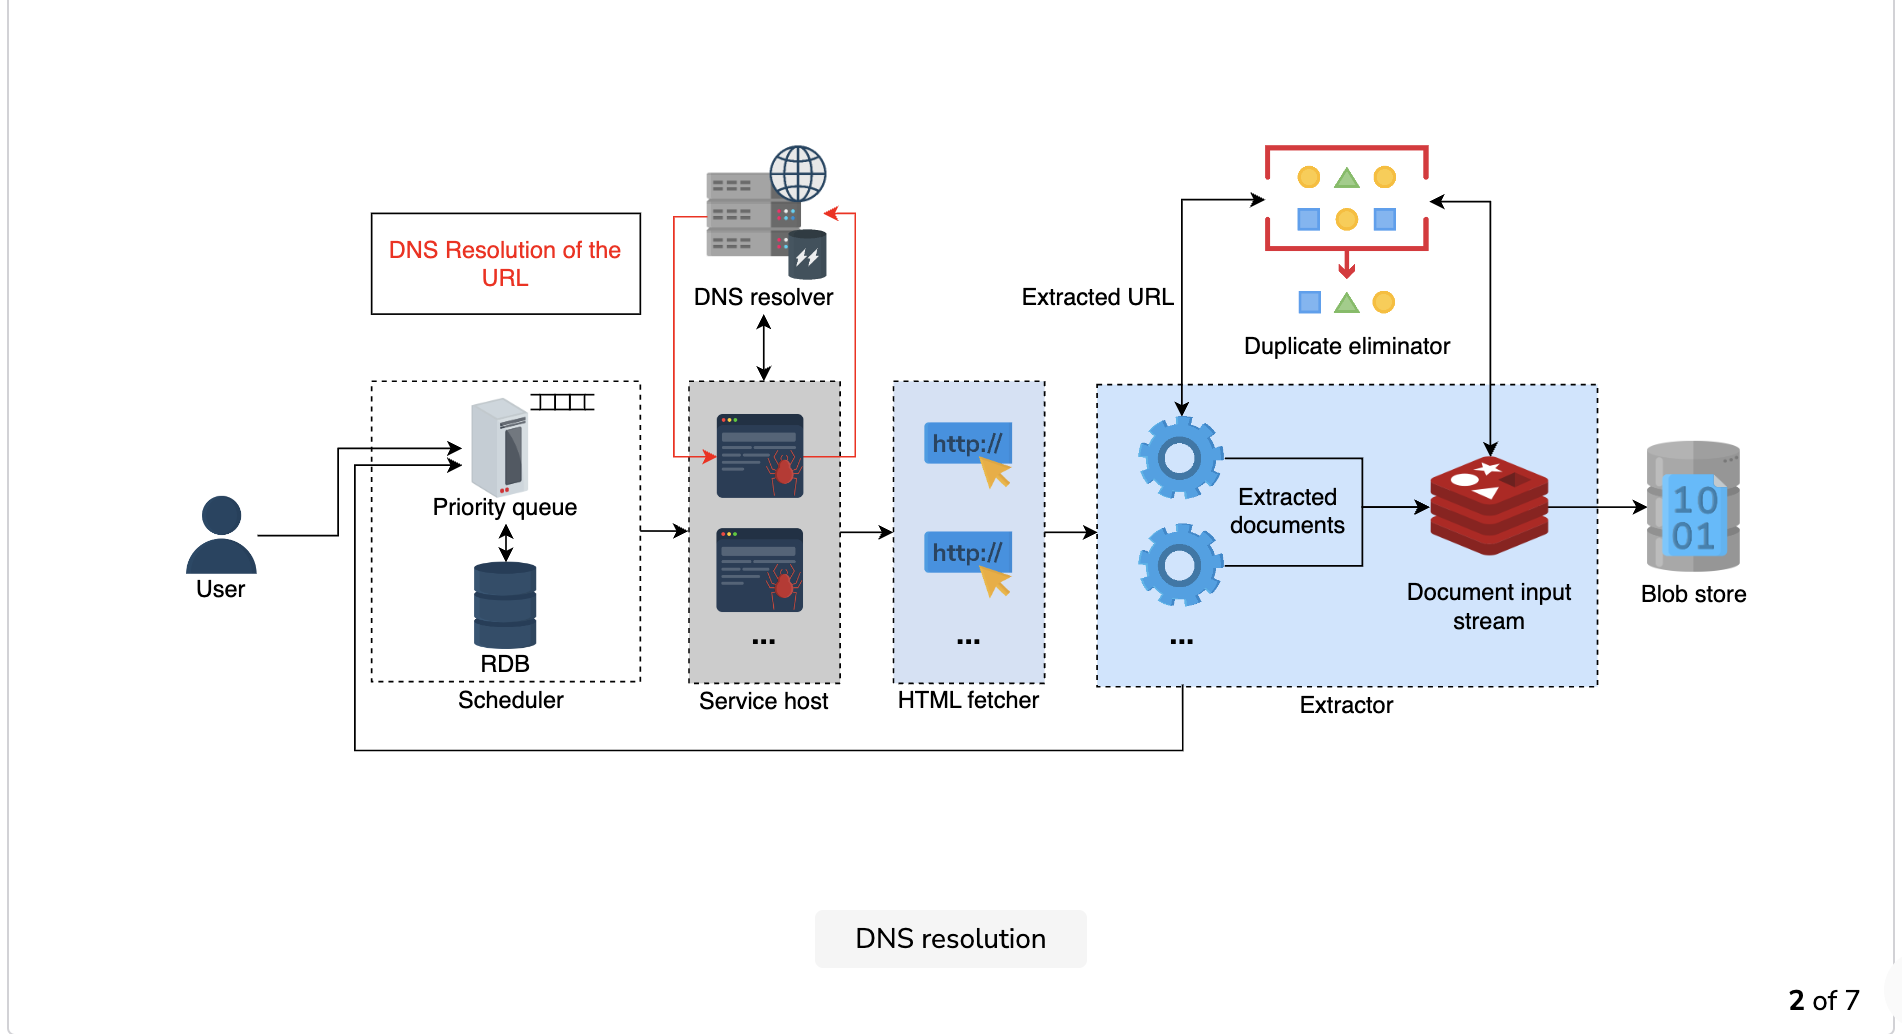 DNS Resolution of the
URL
DNS resolver
Extracted URL
Duplicate eliminator
Priority queue
RDB
Scheduler
User
...
Service host
http://
http://
...
HTML fetcher
Extracted
documents
...
Document input
stream
Extractor
10
01
Blob store
DNS resolution
2 of 7